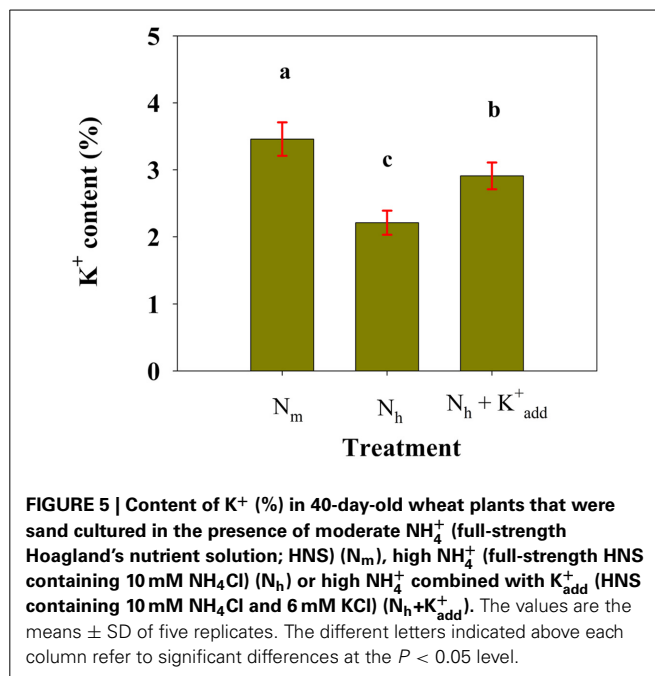 5
a
b
4
c
3
2
1
0
K⁺ content (%)
Nₘ
Nₕ
Nₕ + K⁺add
Treatment
FIGURE 5 | Content of K⁺ (%) in 40-day-old wheat plants that were
sand cultured in the presence of moderate NH₄⁺ (full-strength
Hoagland's nutrient solution; HNS) (Nₘ), high NH₄⁺ (full-strength HNS
containing 10 mM NH₄Cl) (Nₕ) or high NH₄⁺ combined with K⁺add (HNS
containing 10 mM NH₄Cl and 6 mM KCl) (Nₕ+K⁺add). The values are the
means ± SD of five replicates. The different letters indicated above each
column refer to significant differences at the P < 0.05 level.